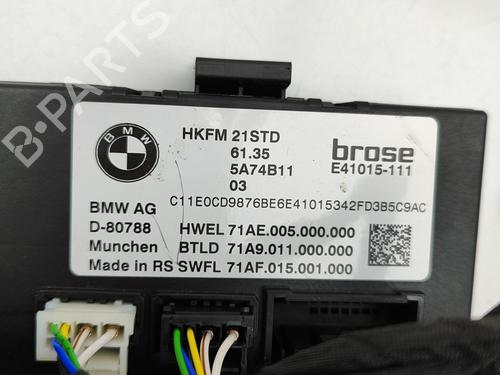 BMW
HKFM 21STD
61.35
5A74B11
03
brose
E41015-111
C11E0CD9876BE6E41015342FD3B5C9AC
BMW AG
D-80788
Munchen
Made in RS
HWEL 71AE.005.000.000
BTLD 71A9.011.000.000
SWFL 71AF.015.001.000